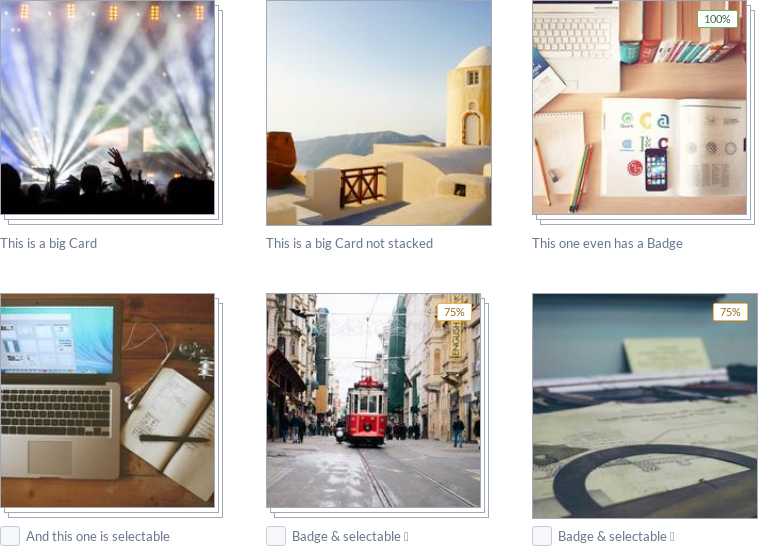 100%
This is a big Card
This is a big Card not stacked
This one even has a Badge
75%
75%
And this one is selectable
Badge & selectable
Badge & selectable